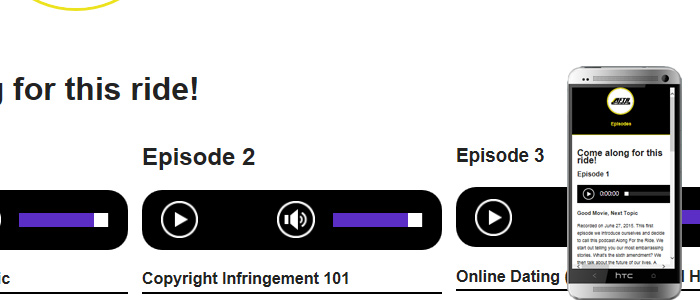 g for this ride!
Episode 2
Episode 3
ic
Copyright Infringement 101
Online Dating (
l H
Episodes
Come along for this
ride!
Episode 1
0:00:00
Good Movie, Next Topic
Recorded on June 27, 2015. This first
episode we introduce ourselves and decide
to call this podcast Along For the Ride. We
start out telling you our most embarrassing
stories. What's the sixth amendment? We
then talk about the future of our lives. A
hTC